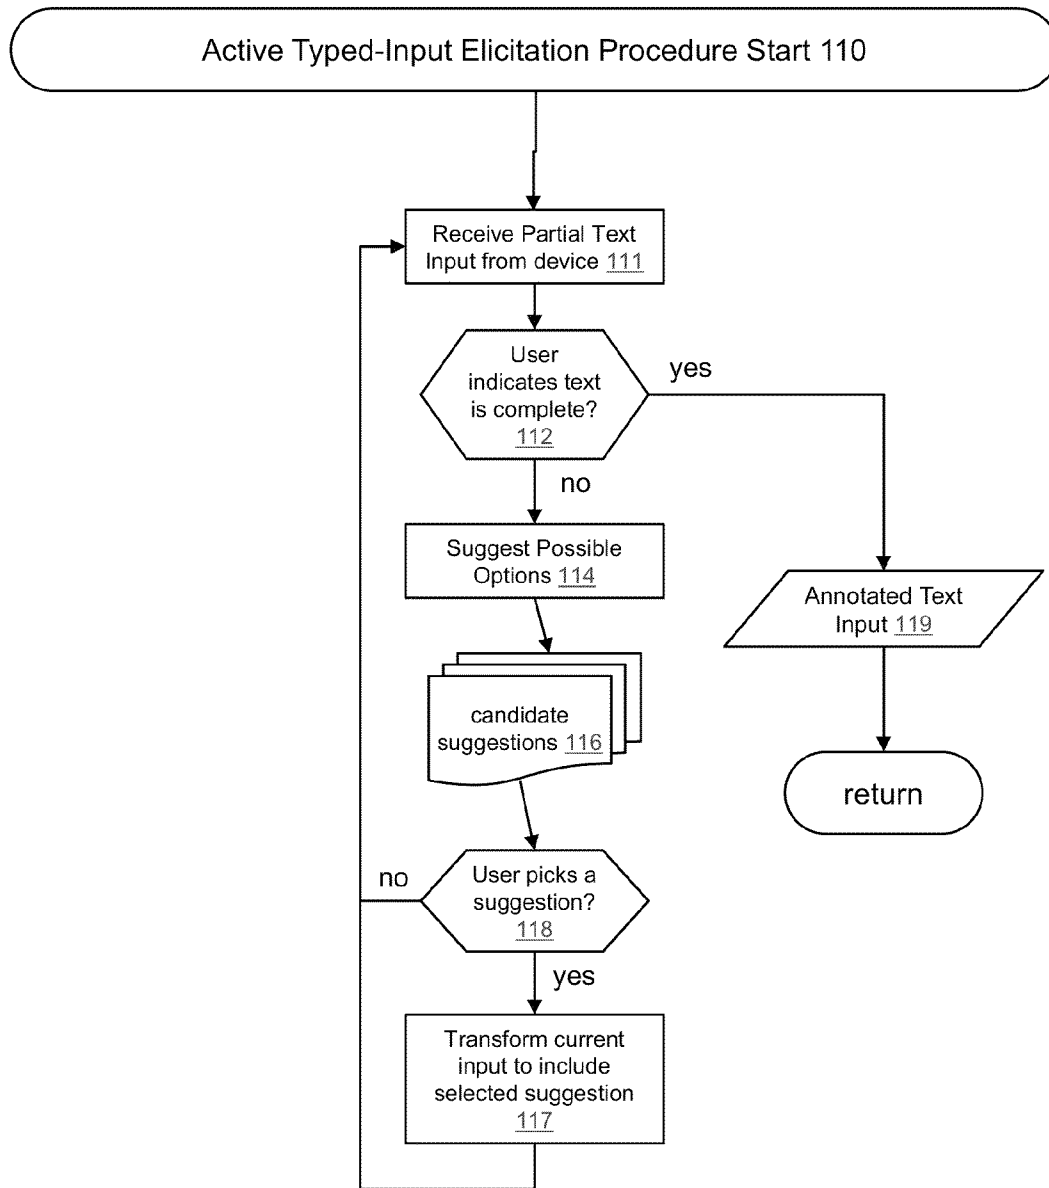 Active Typed-Input Elicitation Procedure Start 110
Receive Partial Text
Input from device 111
User
indicates text
is complete?
112
yes
no
Suggest Possible
Options 114
Annotated Text
Input 119
candidate
suggestions 116
return
no
User picks a
suggestion?
118
yes
Transform current
input to include
selected suggestion
117